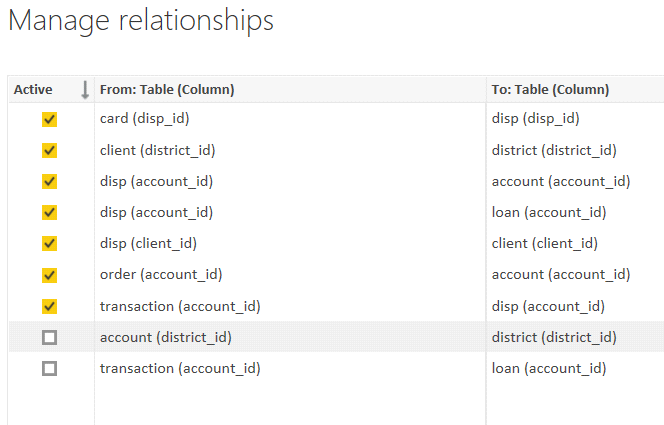 Manage relationships
Active From: Table (Column) To: Table (Column)
card (disp_id) disp (disp_id)
client (district_id) district (district_id)
disp (account_id) account (account_id)
disp (account_id) loan (account_id)
disp (client_id) client (client_id)
order (account_id) account (account_id)
transaction (account_id) disp (account_id)
account (district_id) district (district_id)
transaction (account_id) loan (account_id)